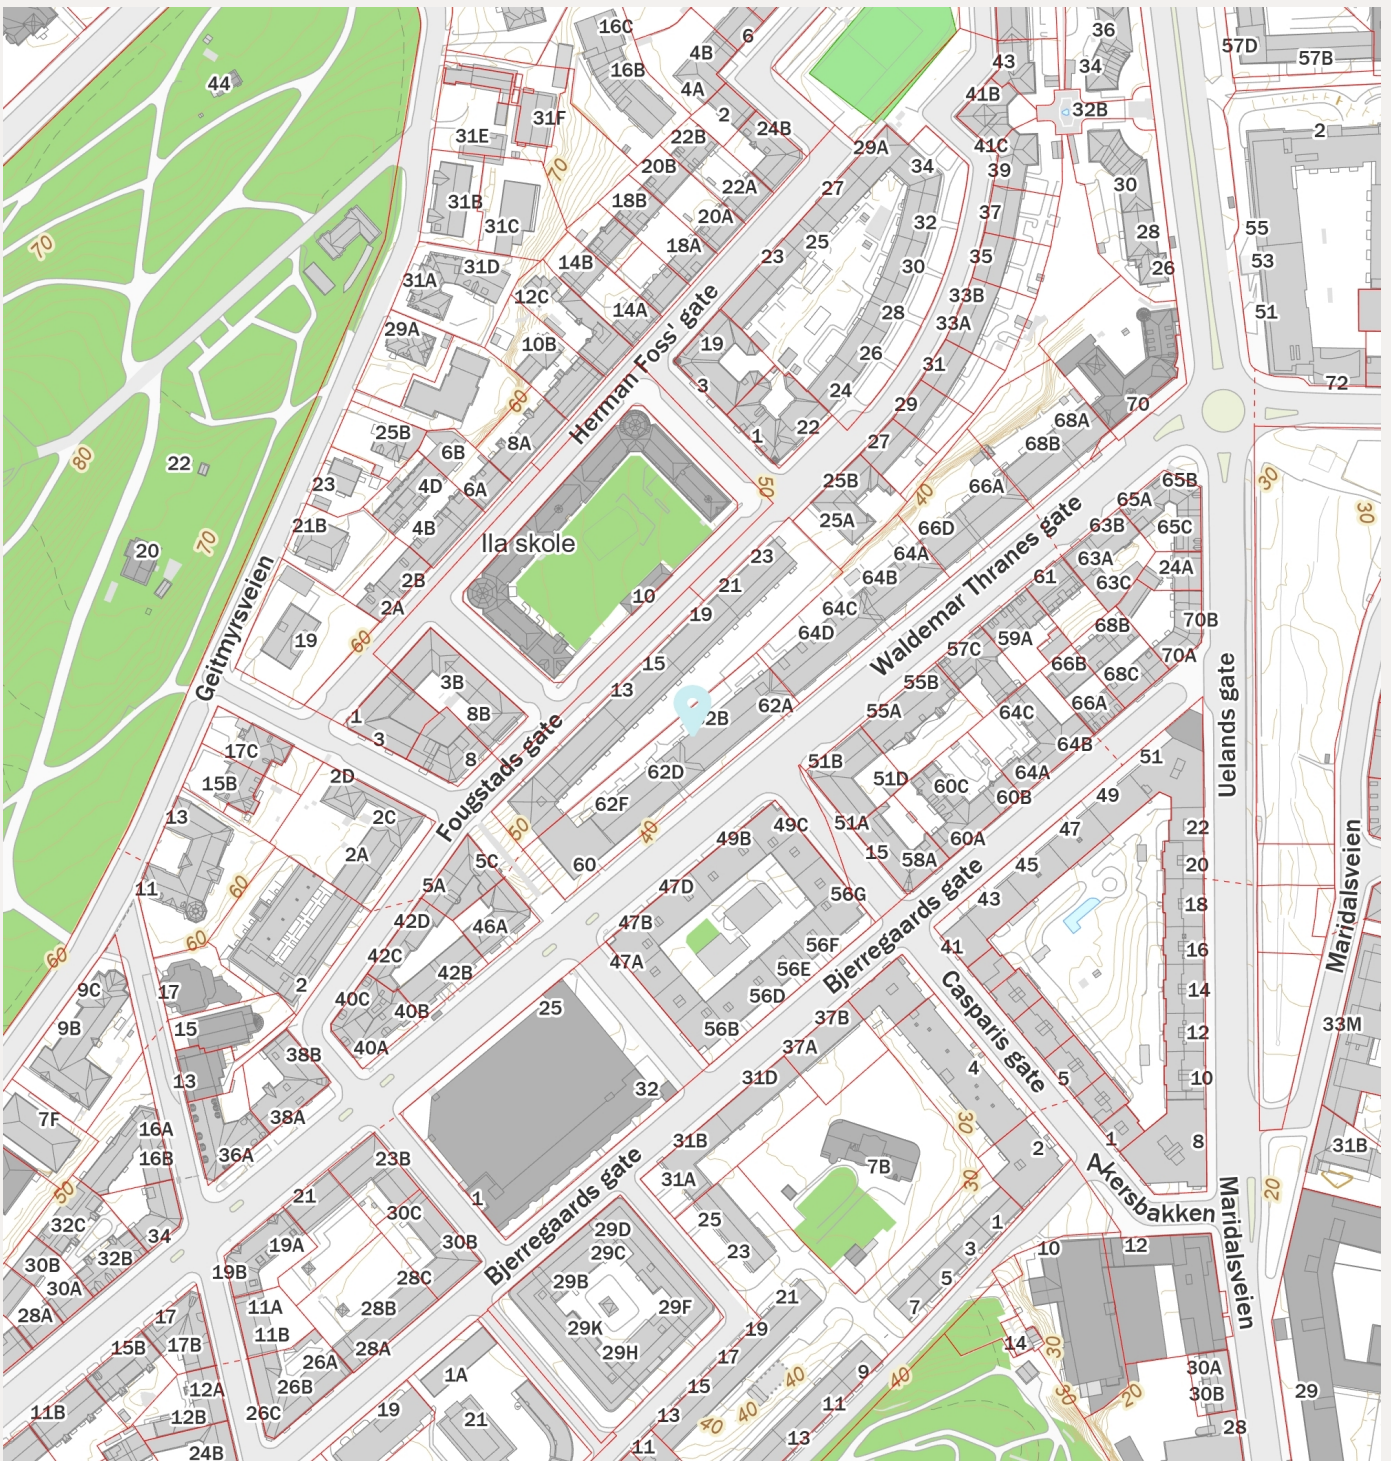 16C
6
36
57D
57B
4B
43
34
16B
44
4A
41B
32B
2
31F
2
24B
31E
22B
29A
41C
34
20B
70
39
30
22A
27
31B
18B
37
20A
32
55
31C
28
18A
25
70
23
35
53
14B
31D
30
26
31A
12C
33B
14A
28
51
33A
29A
10B
19
26
31
Herman Foss' gate
3
24
72
60
29
70
22
68A
25B
8A
1
27
68B
6B
80
22
23
4D
6A
50
25B
66A
40
65B
30
65A
21B
4B
25A
66D
63B
65C
30
Ila skole
70
20
23
64A
63A
24A
2B
21
64B
61
63C
10
2A
19
64C
70B
19
60
64D
59A
68B
Waldemar Thranes gate
57C
15
66B
70A
Geitmyrsveien
3B
55B
68C
13
62A
66A
1
8B
62B
55A
64C
3
8
64B
17C
51B
51
Uelands gate
2D
62D
51D
64A
15B
60C
49
Fougstads gate
60B
13
2C
62F
50
40
51A
47
22
49B
49C
60A
2A
5C
60
15
58A
45
20
11
60
5A
47D
56G
43
18
42D
46A
47B
60
41
16
42C
56F
Maridalsveien
60
47A
42B
56E
Bjerregaards gate
9C
17
2
40C
56D
14
40B
25
9B
15
56B
37B
Casparis gate
12
33M
40A
37A
38B
4
13
31D
5
10
32
7F
38A
16A
30
31B
1
8
31B
16B
36A
23B
2
7B
31A
Akersbakken
50
21
1
30
20
32C
30C
25
1
34
29D
32B
19A
30B
23
3
10
12
30B
29C
Bjerregaards gate
19B
30A
28C
29B
5
Maridalsveien
28A
11A
28B
29F
21
7
17
11B
29K
19
14
30
15B
17B
28A
29H
26A
17
9
30A
1A
12A
26B
15
40
40
30
20
30B
29
11B
12B
26C
19
21
13
40
40
11
28
24B
11
13